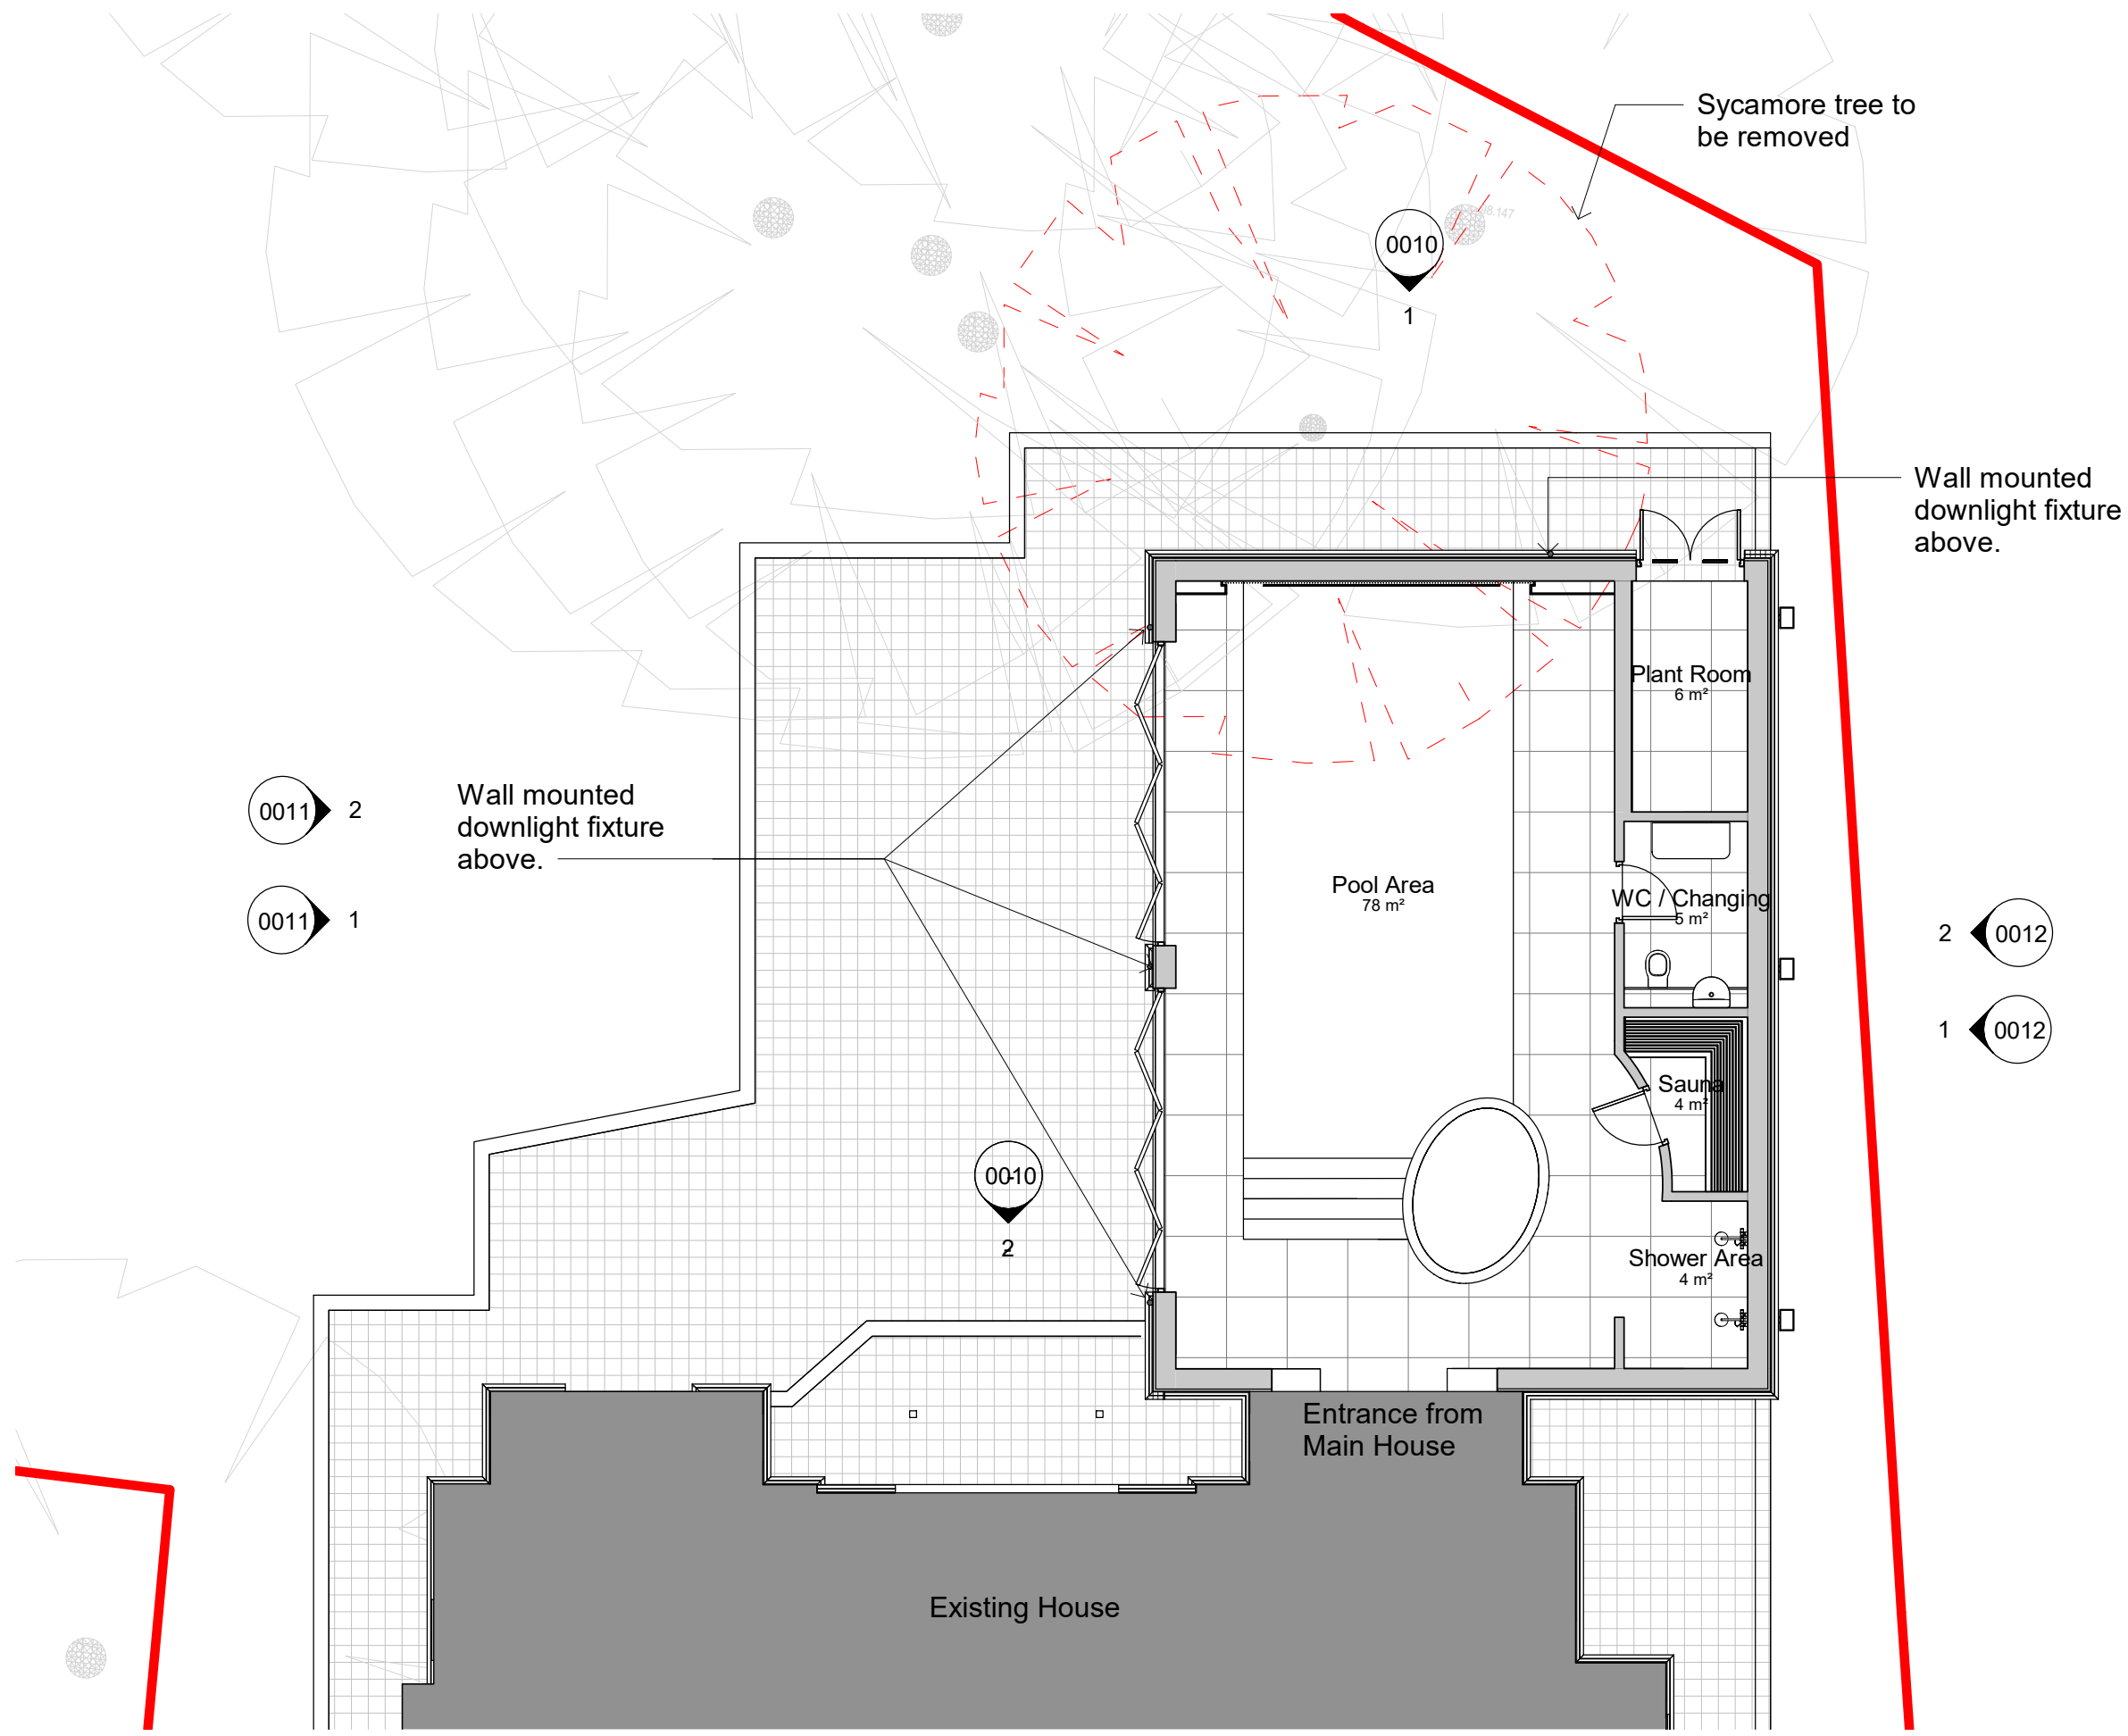 Sycamore tree to
be removed
98.147
0010
1
Wall mounted
downlight fixture
above.
Plant Room
6 m²
Wall mounted
downlight fixture
above.
0011 2
0011 1
Pool Area
78 m²
WC / Changing
5 m²
2 0012
1 0012
Sauna
4 m²
0010
2
Shower Area
4 m²
Entrance from
Main House
Existing House